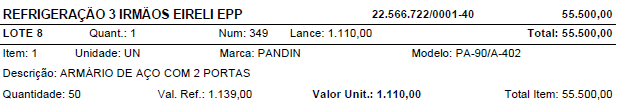 REFRIGERAÇÃO 3 IRMÃOS EIRELI EPP 22.566.722/0001-40 55.500,00
LOTE 8 Quant.: 1 Num: 349 Lance: 1.110,00 Total: 55.500,00
Item: 1 Unidade: UN Marca: PANDIN Modelo: PA-90/A-402
Descrição: ARMÁRIO DE AÇO COM 2 PORTAS
Quantidade: 50 Val. Ref.: 1.139,00 Valor Unit.: 1.110,00 Total Item: 55.500,00